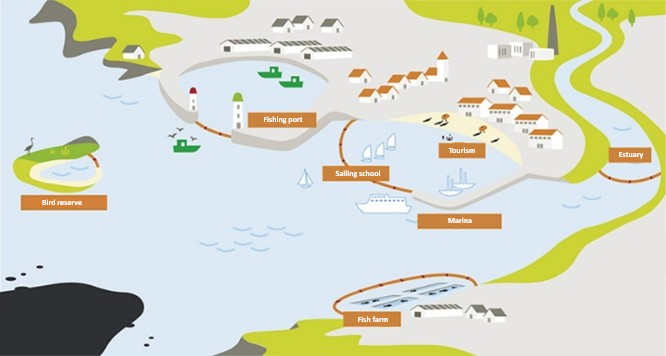 Fishing port
Tourism
Estuary
Sailing school
Bird reserve
Marina
Fish farm